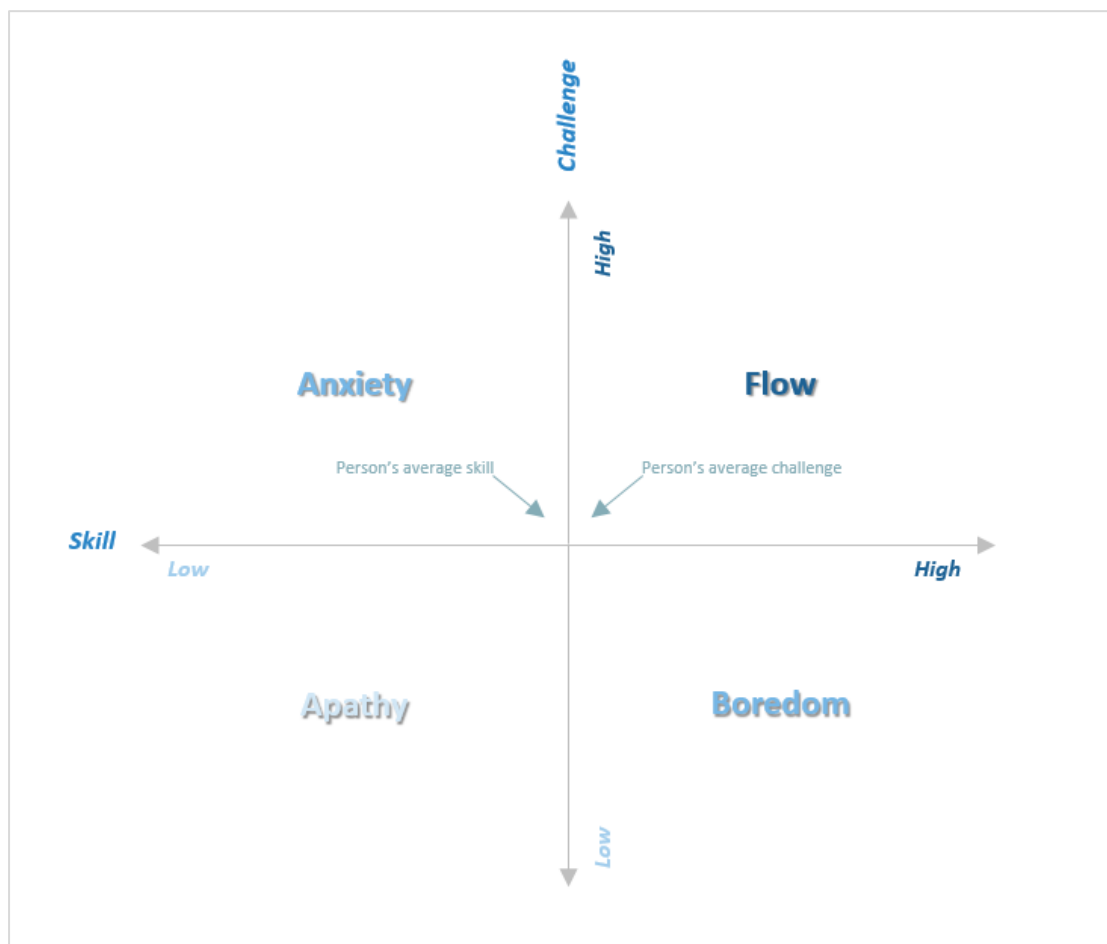 Challenge
High
Anxiety
Flow
Person's average skill
Person's average challenge
Skill
Low
High
Apathy
Boredom
Low